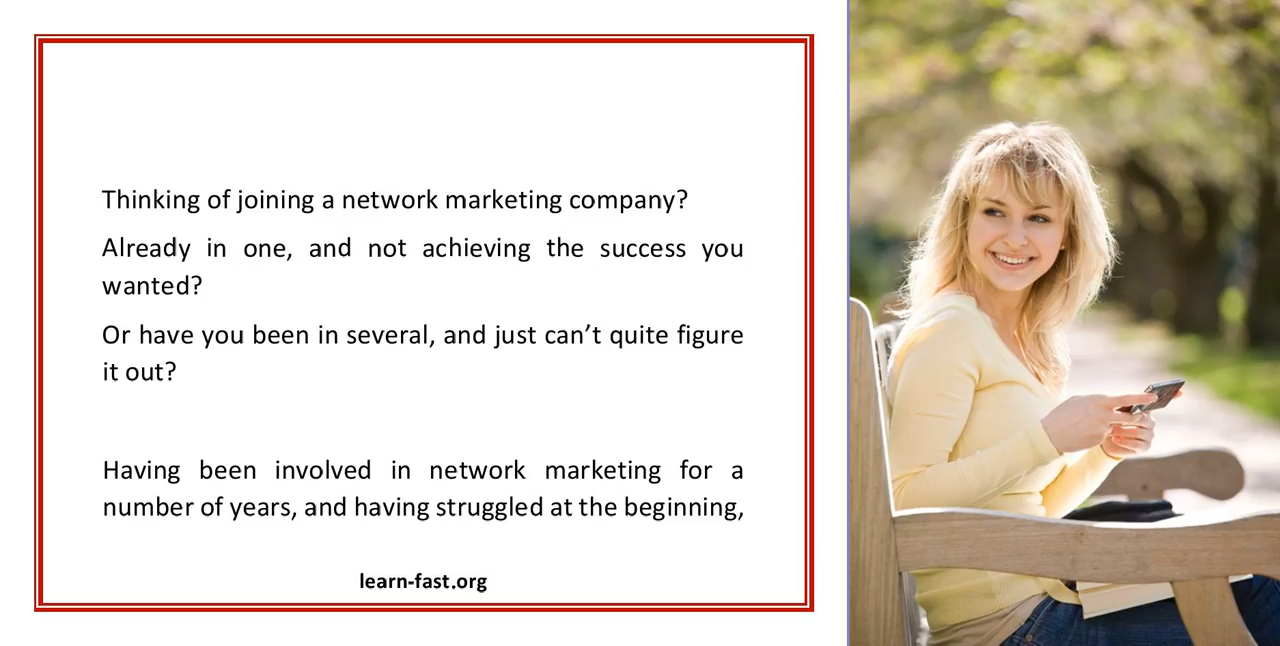 Thinking of joining a network marketing company?
Already in one, and not achieving the success you
wanted?
Or have you been in several, and just can’t quite figure
it out?
Having been involved in network marketing for a
number of years, and having struggled at the beginning,
learn-fast.org